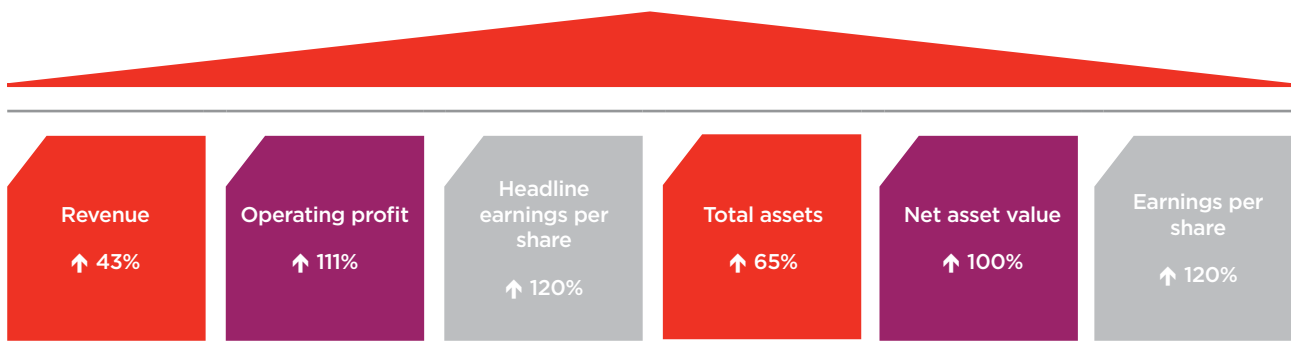 Revenue
↑ 43%
Operating profit
↑ 111%
Headline
earnings per
share
↑ 120%
Total assets
↑ 65%
Net asset value
↑ 100%
Earnings per
share
↑ 120%